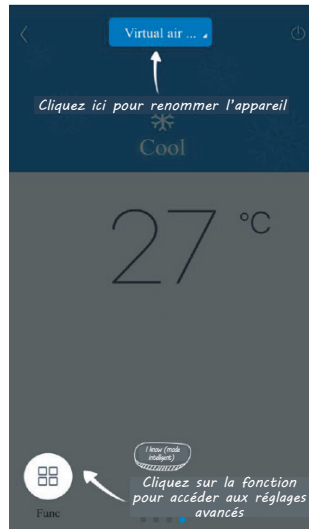 Virtual air ...
Cliquez ici pour renommer l'appareil
Cool
27 °C
I know (mode
intelligent)
Cliquez sur la fonction
pour accéder aux réglages
avancés
Func